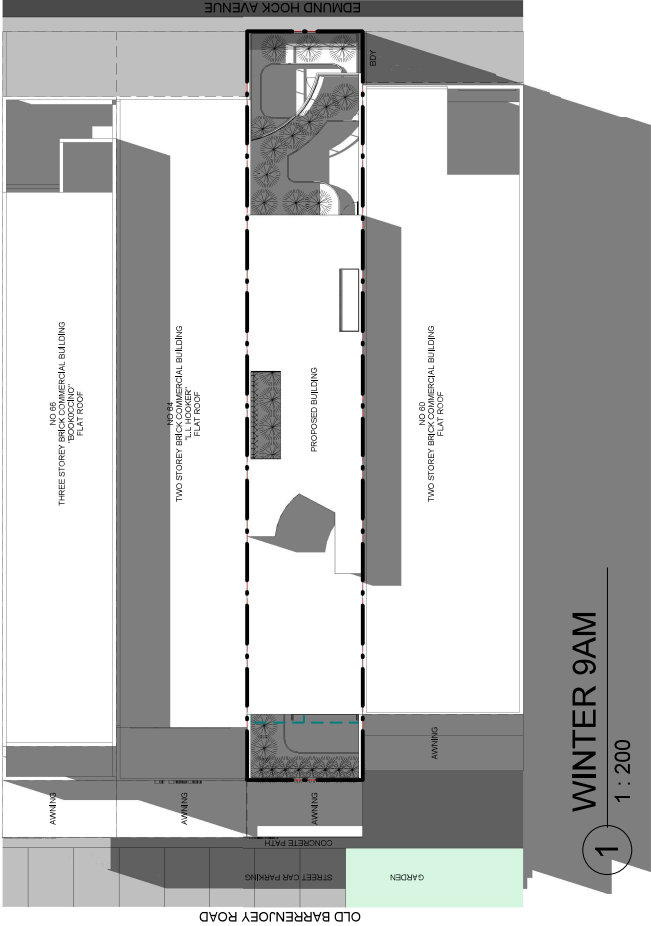 EDMUND HOCK AVENUE
BDY
NO 66
THREE STOREY BRICK COMMERCIAL BUILDING
"BOOKOCCINO"
FLAT ROOF
NO 64
TWO STOREY BRICK COMMERCIAL BUILDING
"LL HOOKER"
FLAT ROOF
PROPOSED BUILDING
NO 60
TWO STOREY BRICK COMMERCIAL BUILDING
FLAT ROOF
AWNING
AWNING
AWNING
AWNING
CONCRETE PATH
STREET CAR PARKING
GARDEN
OLD BARRENJOEY ROAD
1
WINTER 9AM
1 : 200